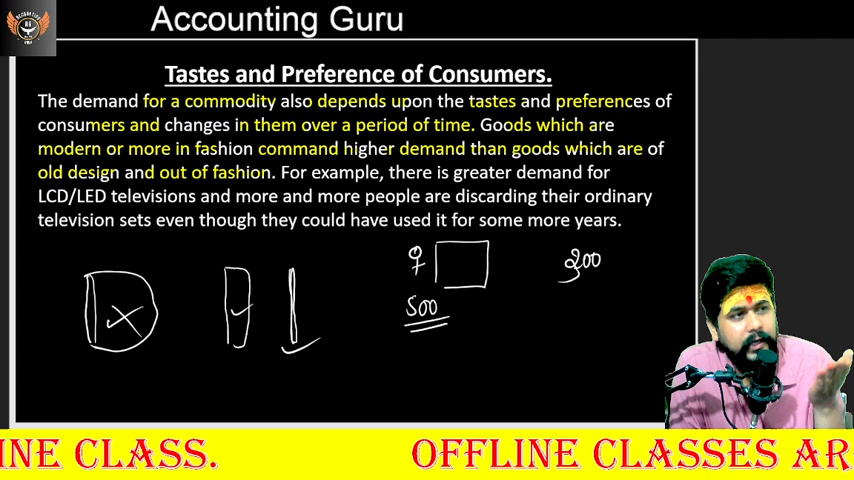 Accounting Guru
Tastes and Preference of Consumers.
The demand for a commodity also depends upon the tastes and preferences of
consumers and changes in them over a period of time. Goods which are
modern or more in fashion command higher demand than goods which are of
old design and out of fashion. For example, there is greater demand for
LCD/LED televisions and more and more people are discarding their ordinary
television sets even though they could have used it for some more years.
500
INE CLASS. OFFLINE CLASSES AR